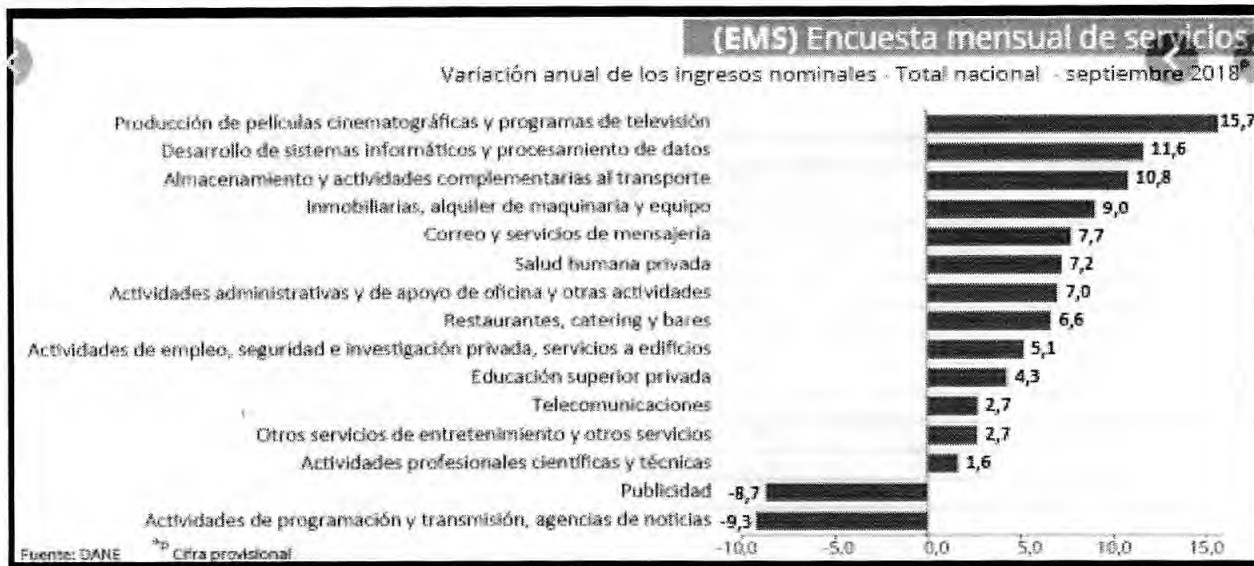 (EMS) Encuesta mensual de servicios
Variación anual de los ingresos nominales - Total nacional - septiembre 2018p
Producción de películas cinematográficas y programas de televisión 15,7
Desarrollo de sistemas informáticos y procesamiento de datos 11,6
Almacenamiento y actividades complementarias al transporte 10,8
Inmobiliarias, alquiler de maquinaria y equipo 9,0
Correo y servicios de mensajería 7,7
Salud humana privada 7,2
Actividades administrativas y de apoyo de oficina y otras actividades 7,0
Restaurantes, catering y bares 6,6
Actividades de empleo, seguridad e investigación privada, servicios a edificios 5,1
Educación superior privada 4,3
Telecomunicaciones 2,7
Otros servicios de entretenimiento y otros servicios 2,7
Actividades profesionales científicas y técnicas 1,6
Publicidad -8,7
Actividades de programación y transmisión, agencias de noticias -9,3
-10,0 -5,0 0,0 5,0 10,0 15,0
Fuente: DANE *p Cifra provisional